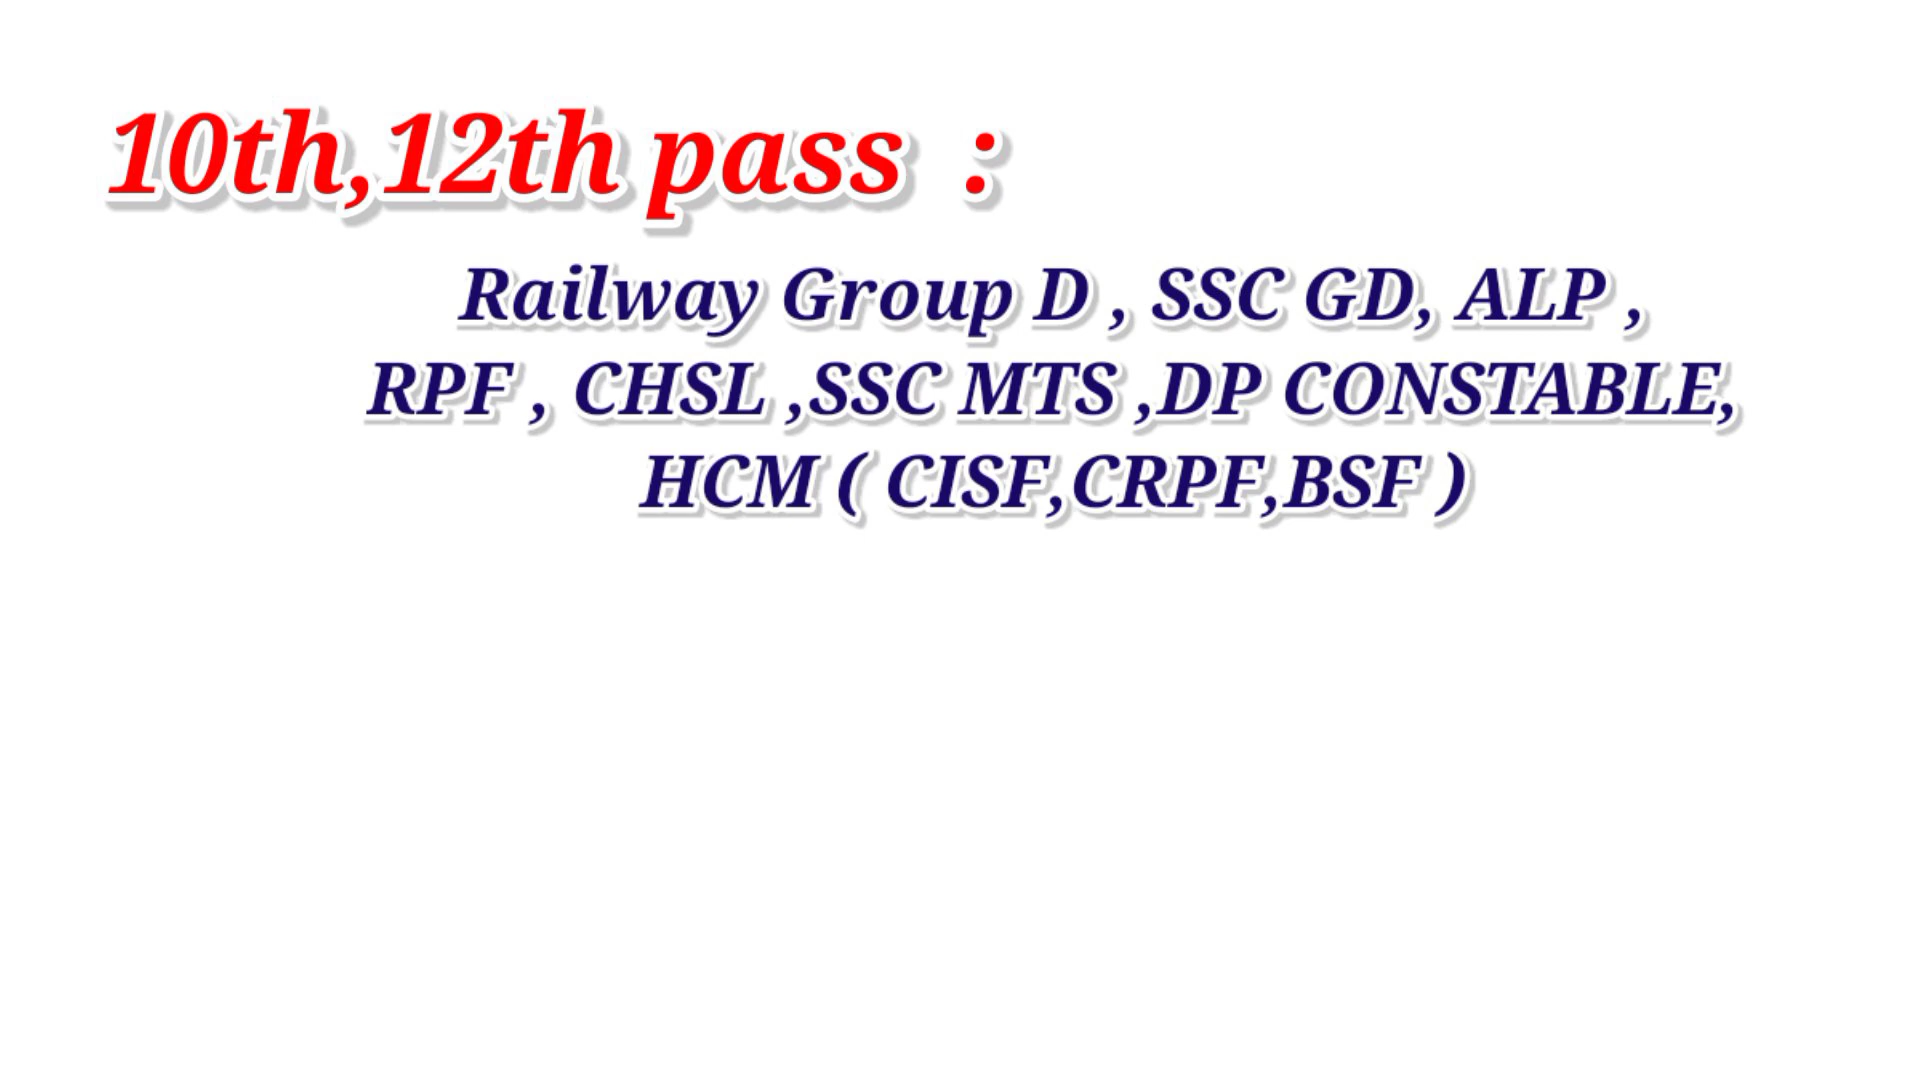 10th,12th pass :
Railway Group D , SSC GD, ALP ,
RPF , CHSL ,SSC MTS ,DP CONSTABLE,
HCM ( CISF,CRPF,BSF )